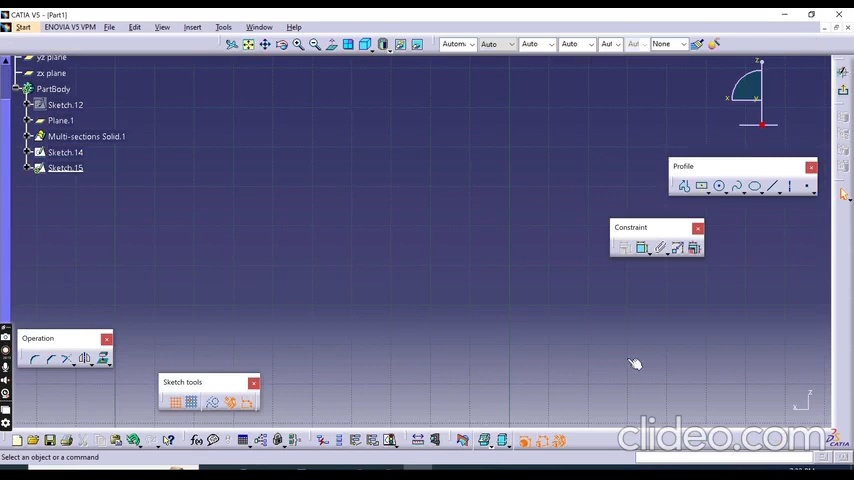 CATIA V5 - [Part1]
Start ENOVIA V5 VPM File Edit View Insert Tools Window Help
Autom Auto Auto Auto Aut Aut None
yz plane
zx plane
PartBody
Sketch.12
Plane.1
Multi-sections Solid.1
Sketch.14
Sketch.15
z
x y
Profile
Constraint
Operation
Sketch tools
z
x
f(x)
clideo.com
CATIA
Select an object or a command